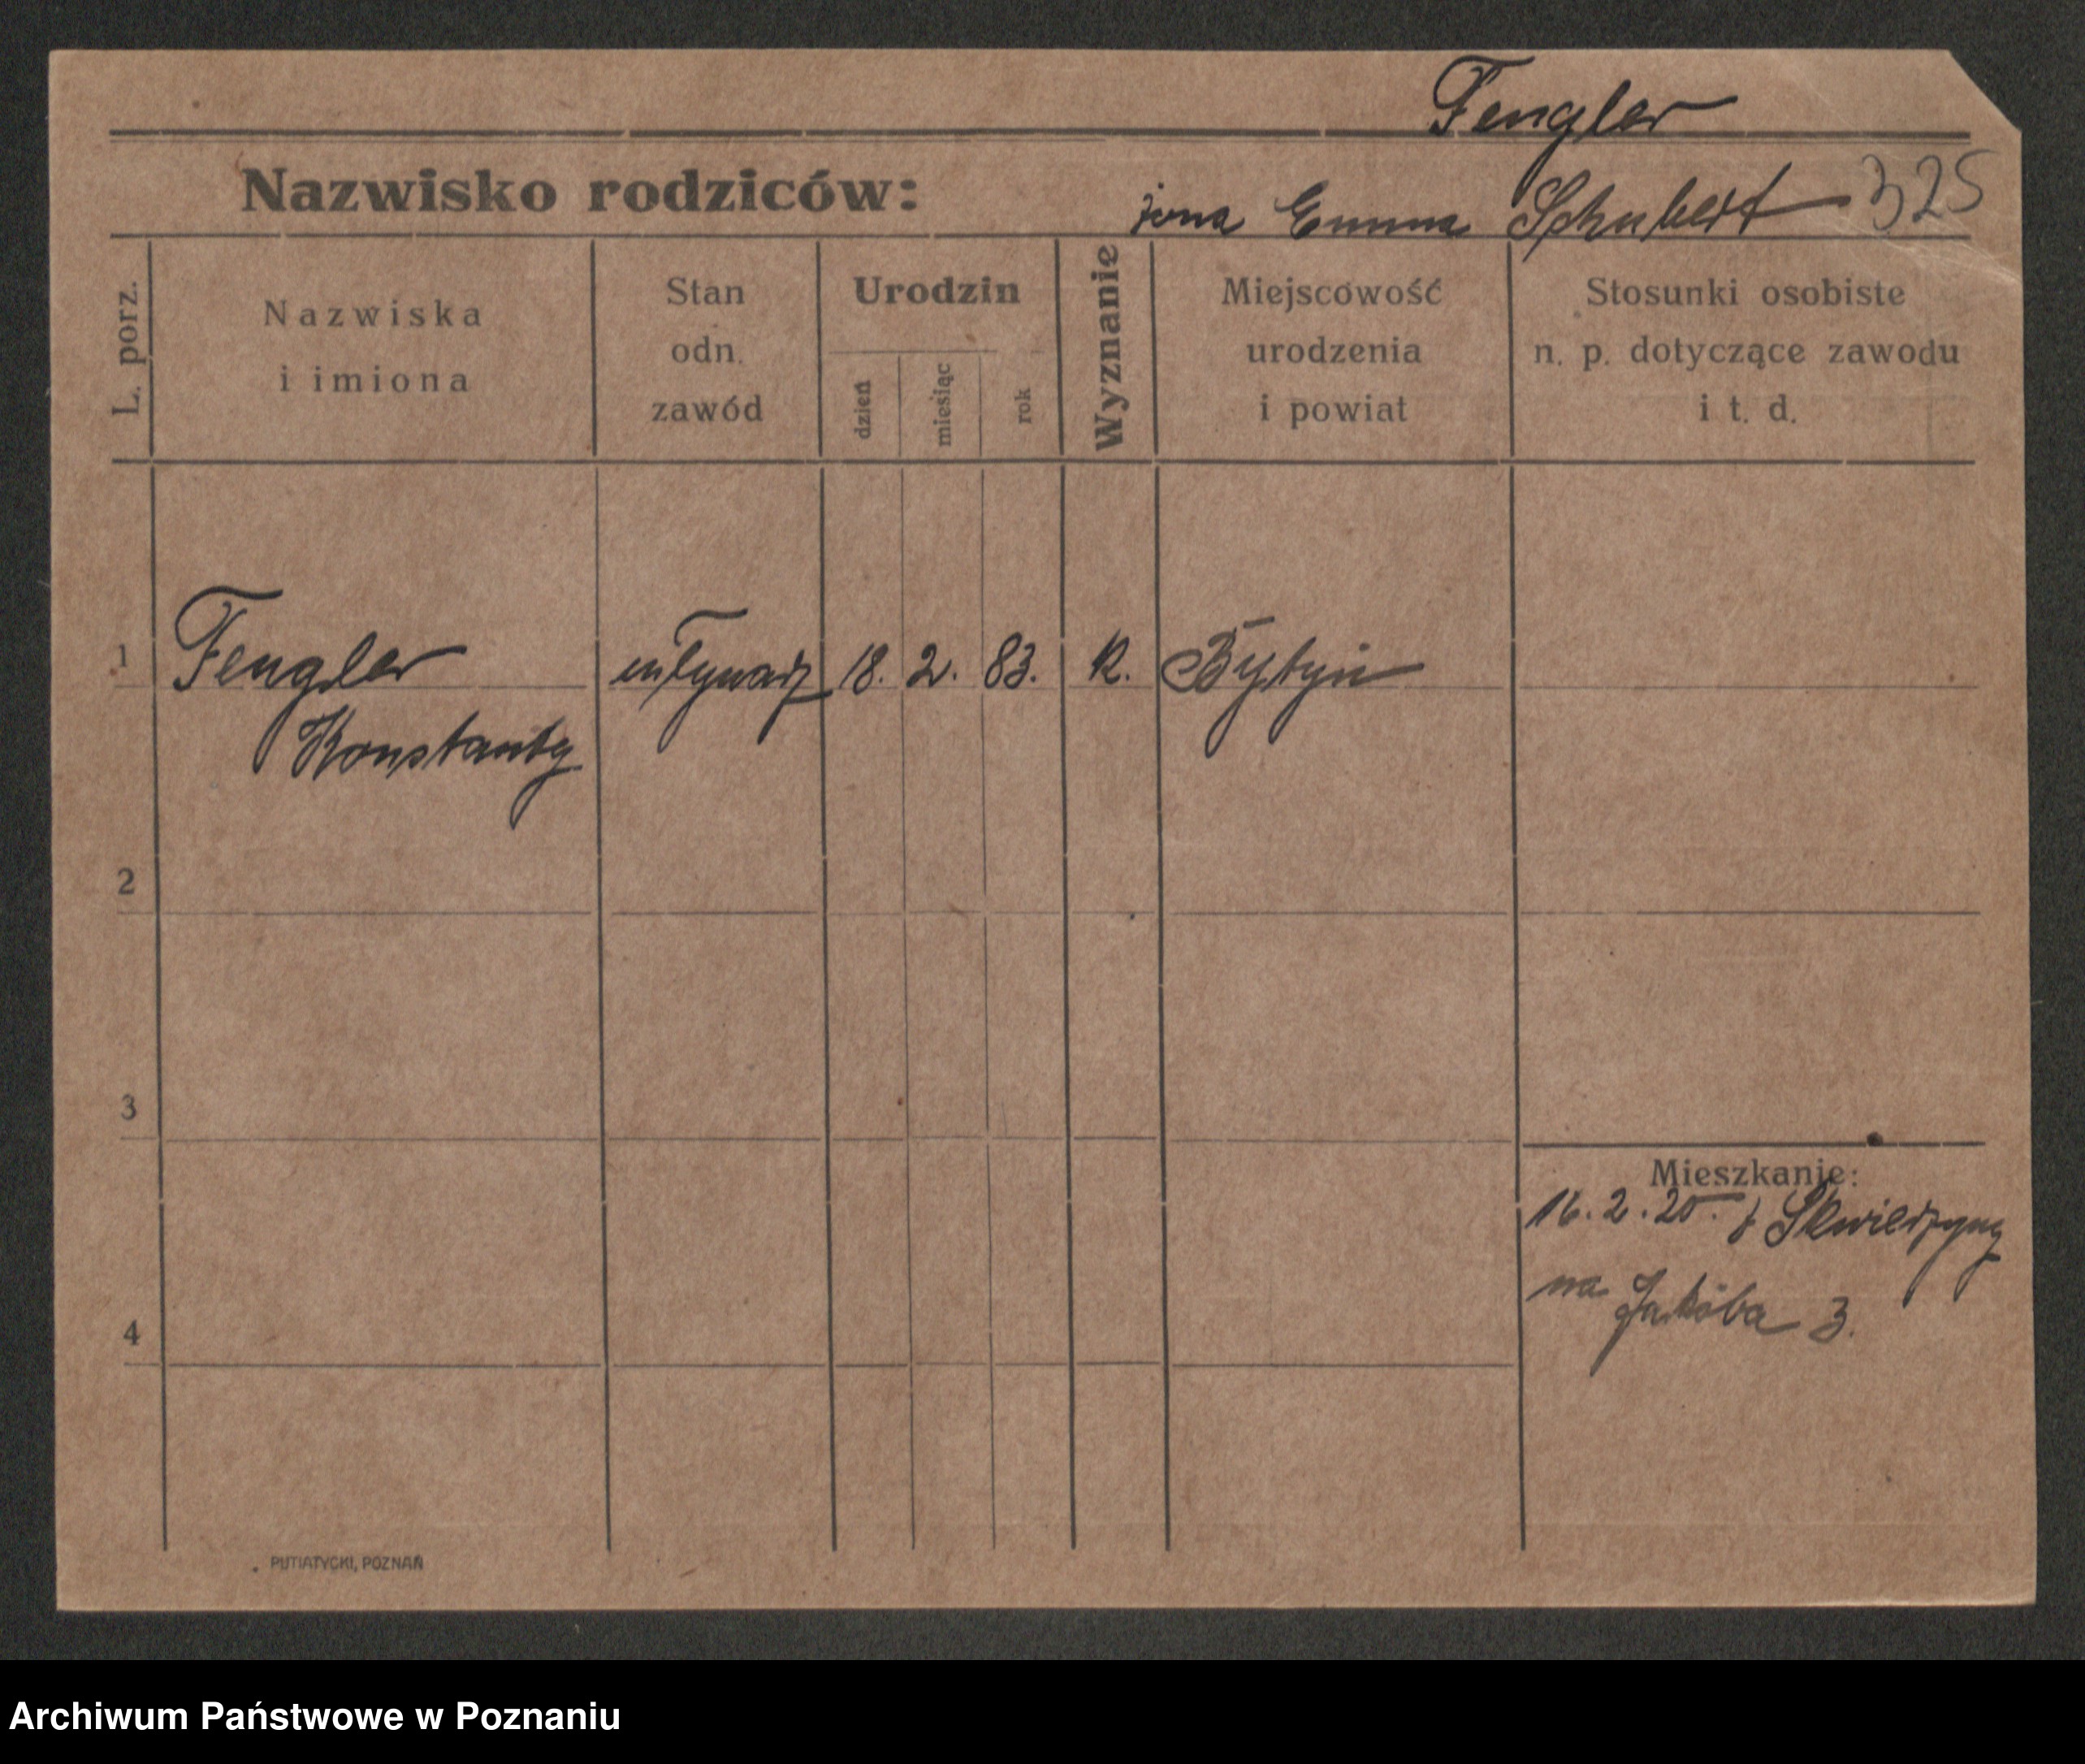 Fengler
Nazwisko rodziców: żona Emma Schubert 325
L. porz.
Nazwiska
i imiona
Stan
odn.
zawód
Urodzin
dzień
miesiąc
rok
Wyznanie
Miejscowość
urodzenia
i powiat
Stosunki osobiste
n. p. dotyczące zawodu
i t. d.
1 Fengler młynarz 18. 2. 83. K. Bytyń
Konstanty
2
3
Mieszkanie:
16.2.20. z Skwierzyny
na Jakóba 3.
4
PUTIATYCKI, POZNAŃ
Archiwum Państwowe w Poznaniu